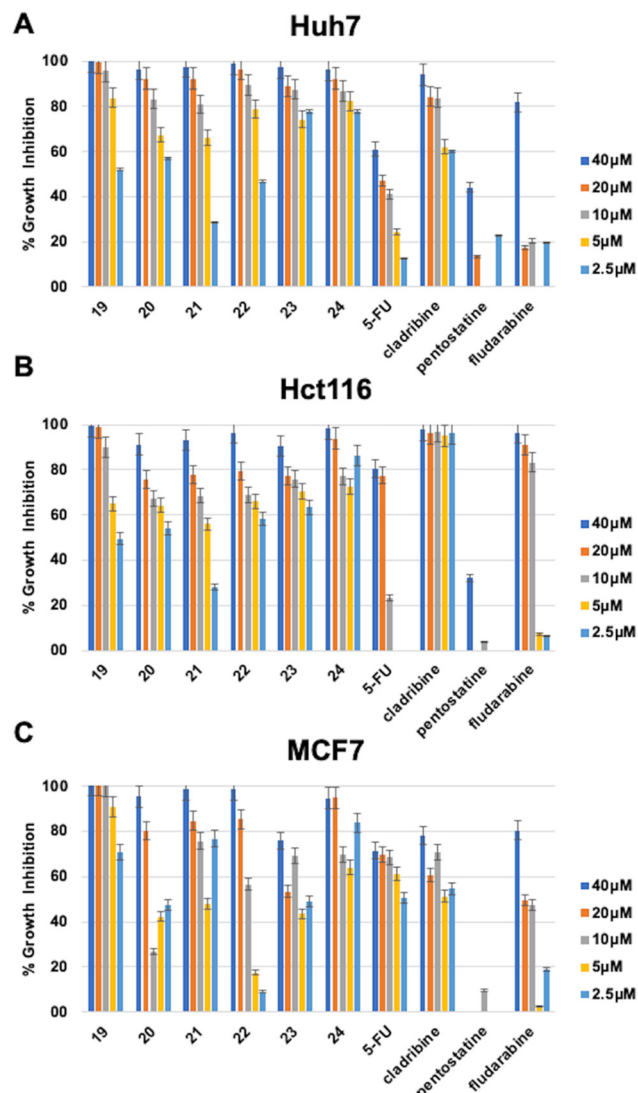 A
Huh7
% Growth Inhibition
100
80
60
40
20
00
19
20
21
22
23
24
5-FU
cladribine
pentostatine
fludarabine
40µM
20µM
10µM
5µM
2.5µM
B
Hct116
% Growth Inhibition
100
80
60
40
20
00
19
20
21
22
23
24
5-FU
cladribine
pentostatine
fludarabine
40µM
20µM
10µM
5µM
2.5µM
C
MCF7
% Growth Inhibition
100
80
60
40
20
00
19
20
21
22
23
24
5-FU
cladribine
pentostatine
fludarabine
40µM
20µM
10µM
5µM
2.5µM